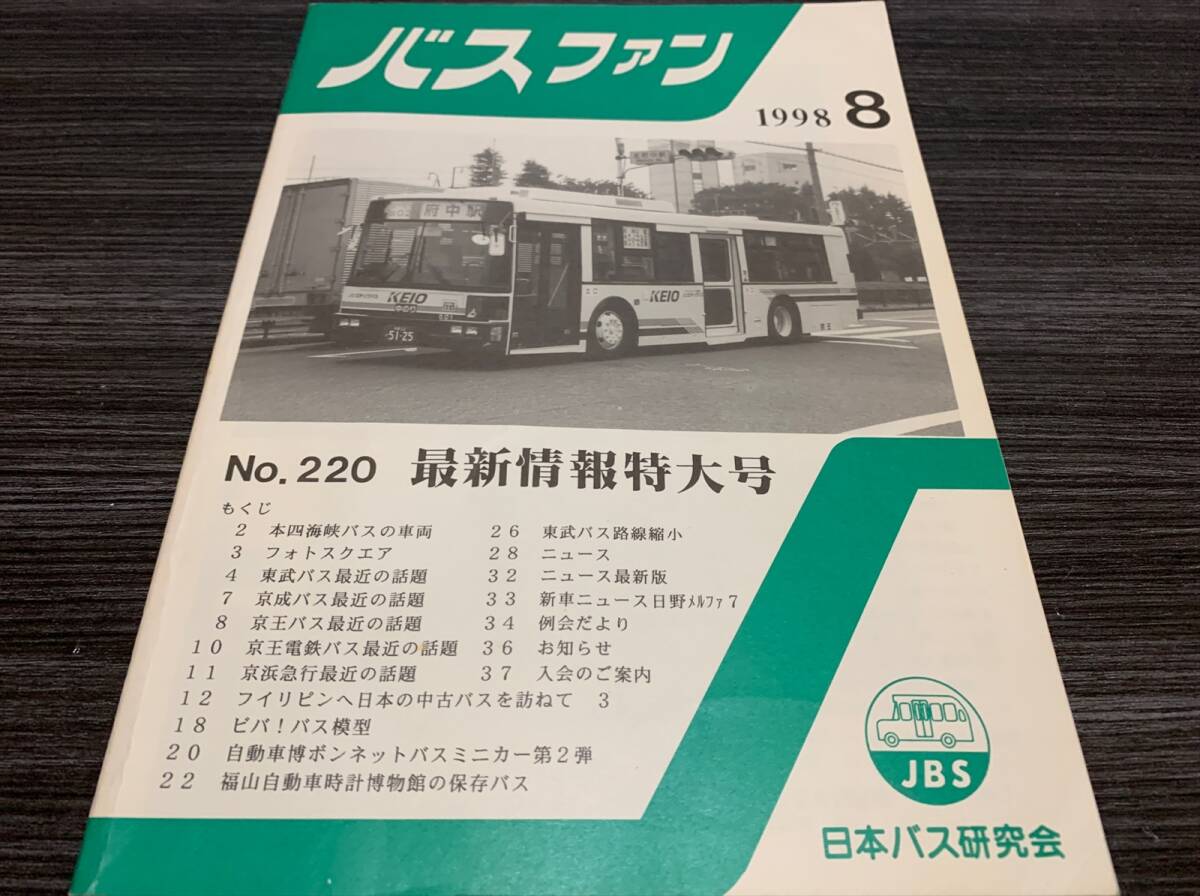 バスファン
1998 8
府中駅
KEIO
KEIO
51-25
No.220 最新情報特大号
もくじ
2 本四海峡バスの車両
3 フォトスクエア
4 東武バス最近の話題
7 京成バス最近の話題
8 京王バス最近の話題
10 京王電鉄バス最近の話題
11 京浜急行最近の話題
12 フイリピンへ日本の中古バスを訪ねて 3
18 ビバ!バス模型
20 自動車博ボンネットバスミニカー第2弾
22 福山自動車時計博物館の保存バス
26 東武バス路線縮小
28 ニュース
32 ニュース最新版
33 新車ニュース日野ﾒﾙﾌｧ7
34 例会だより
36 お知らせ
37 入会のご案内
JBS
日本バス研究会